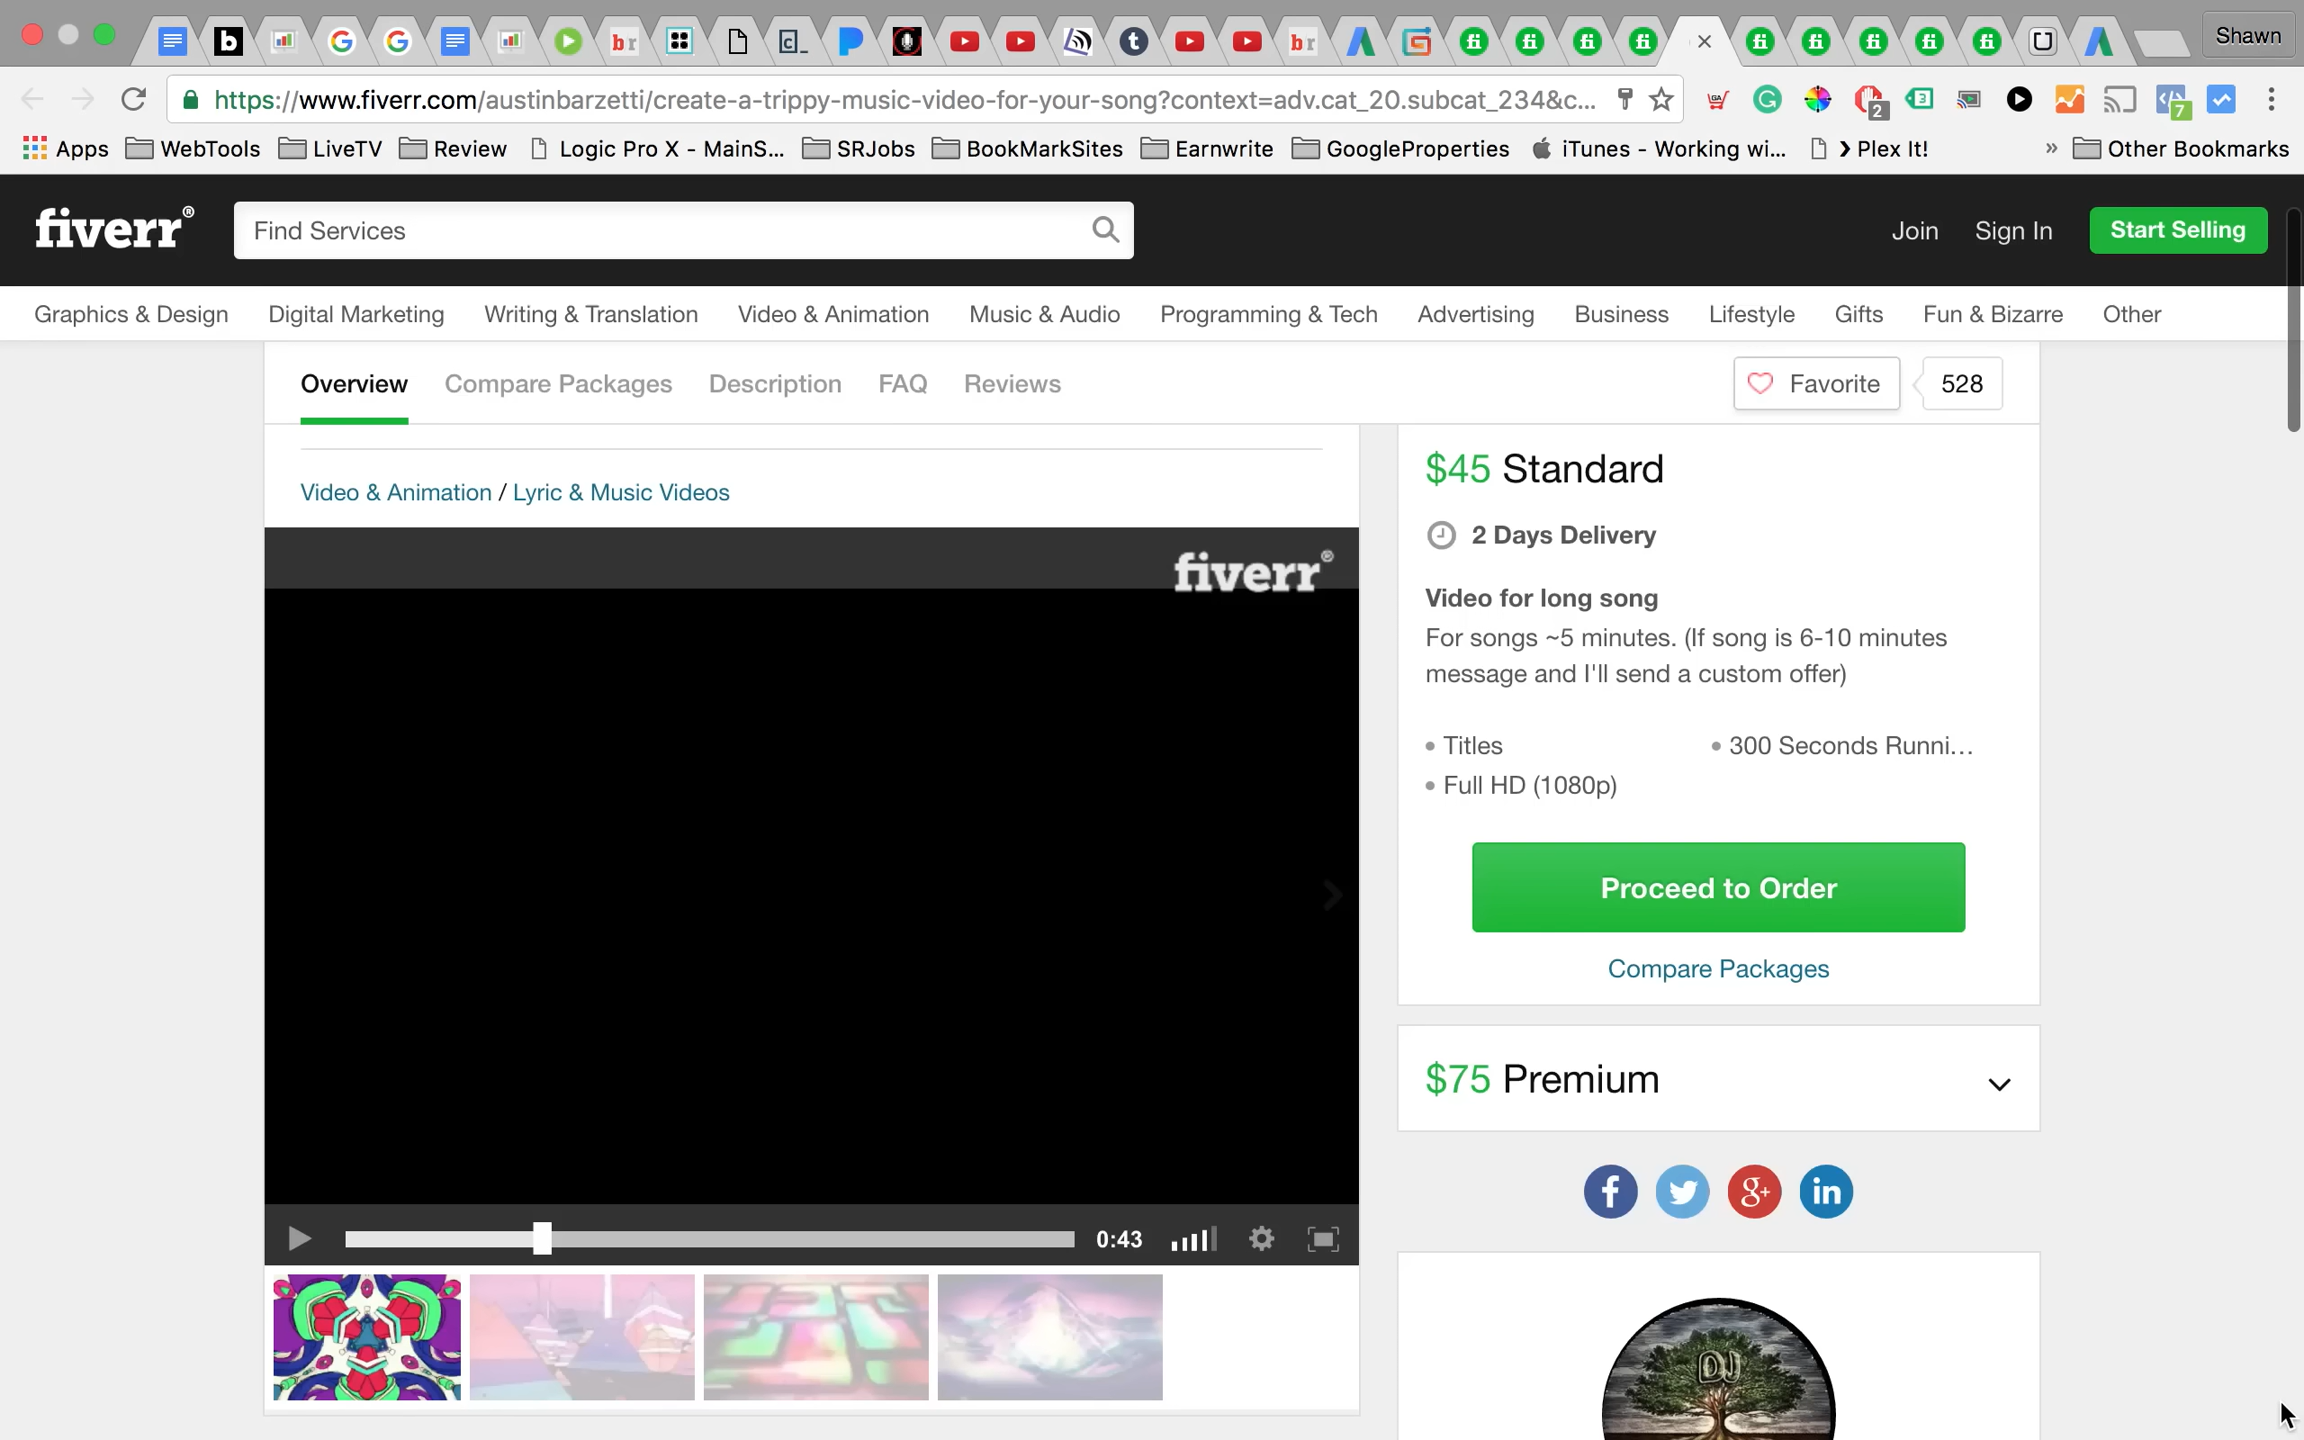 Shawn
https://www.fiverr.com/austinbarzetti/create-a-trippy-music-video-for-your-song?context=adv.cat_20.subcat_234&c...
2
3
7
Apps
WebTools
LiveTV
Review
Logic Pro X - MainS...
SRJobs
BookMarkSites
Earnwrite
GoogleProperties
iTunes - Working wi...
❯ Plex It!
»
Other Bookmarks
fiverr®
Find Services
Join
Sign In
Start Selling
Graphics & Design
Digital Marketing
Writing & Translation
Video & Animation
Music & Audio
Programming & Tech
Advertising
Business
Lifestyle
Gifts
Fun & Bizarre
Other
Overview
Compare Packages
Description
FAQ
Reviews
Favorite
528
Video & Animation / Lyric & Music Videos
fiverr®
0:43
$45 Standard
2 Days Delivery
Video for long song
For songs ~5 minutes. (If song is 6-10 minutes
message and I'll send a custom offer)
• Titles
• 300 Seconds Runni...
• Full HD (1080p)
Proceed to Order
Compare Packages
$75 Premium
DJ